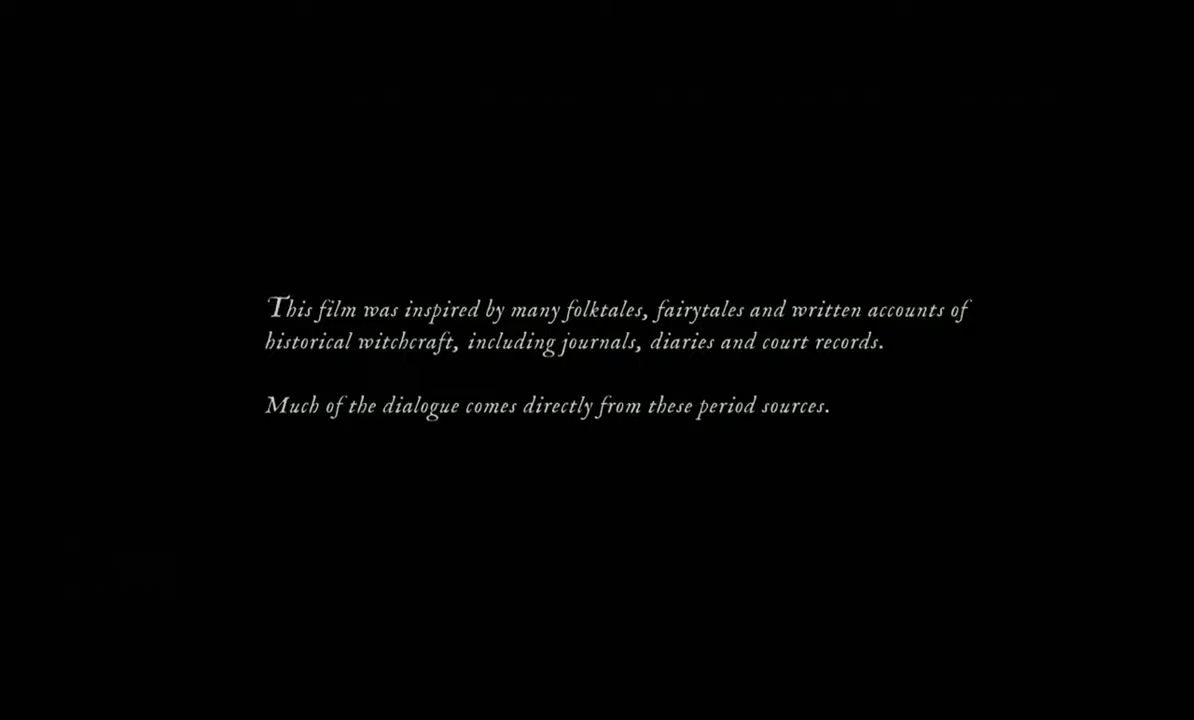 This film was inspired by many folktales, fairytales and written accounts of
historical witchcraft, including journals, diaries and court records.
Much of the dialogue comes directly from these period sources.